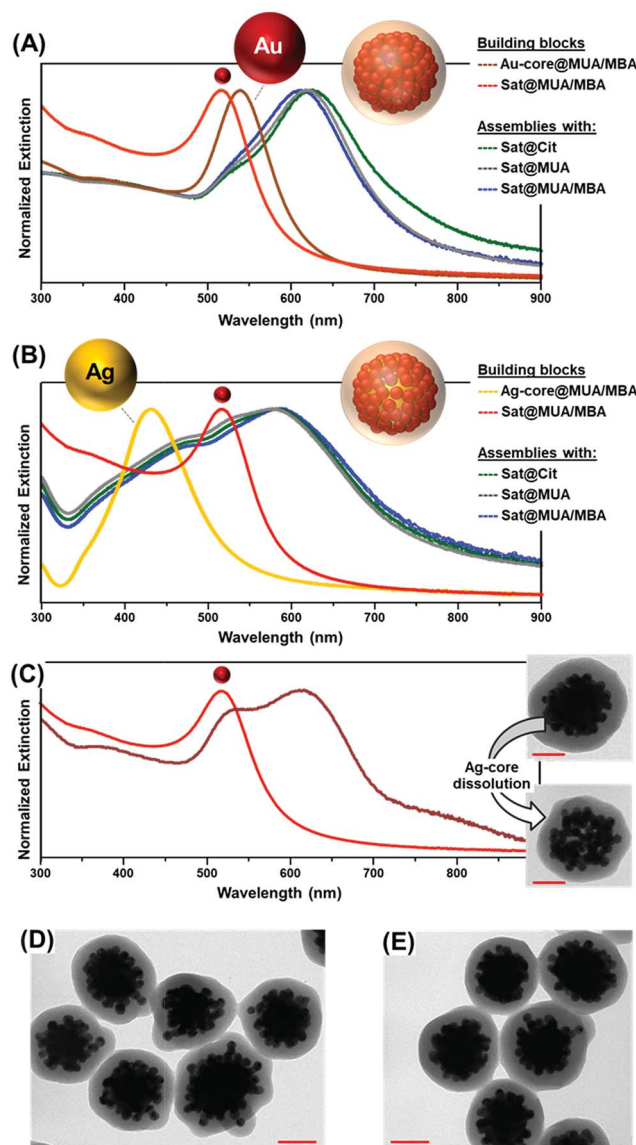 (A)
Au
Building blocks
Au-core@MUA/MBA
Sat@MUA/MBA
Assemblies with:
Sat@Cit
Sat@MUA
Sat@MUA/MBA
Normalized Extinction
300 400 500 600 700 800 900
Wavelength (nm)
(B)
Ag
Building blocks
Ag-core@MUA/MBA
Sat@MUA/MBA
Assemblies with:
Sat@Cit
Sat@MUA
Sat@MUA/MBA
Normalized Extinction
300 400 500 600 700 800 900
Wavelength (nm)
(C)
Normalized Extinction
Ag-core
dissolution
300 400 500 600 700 800
Wavelength (nm)
(D)
(E)